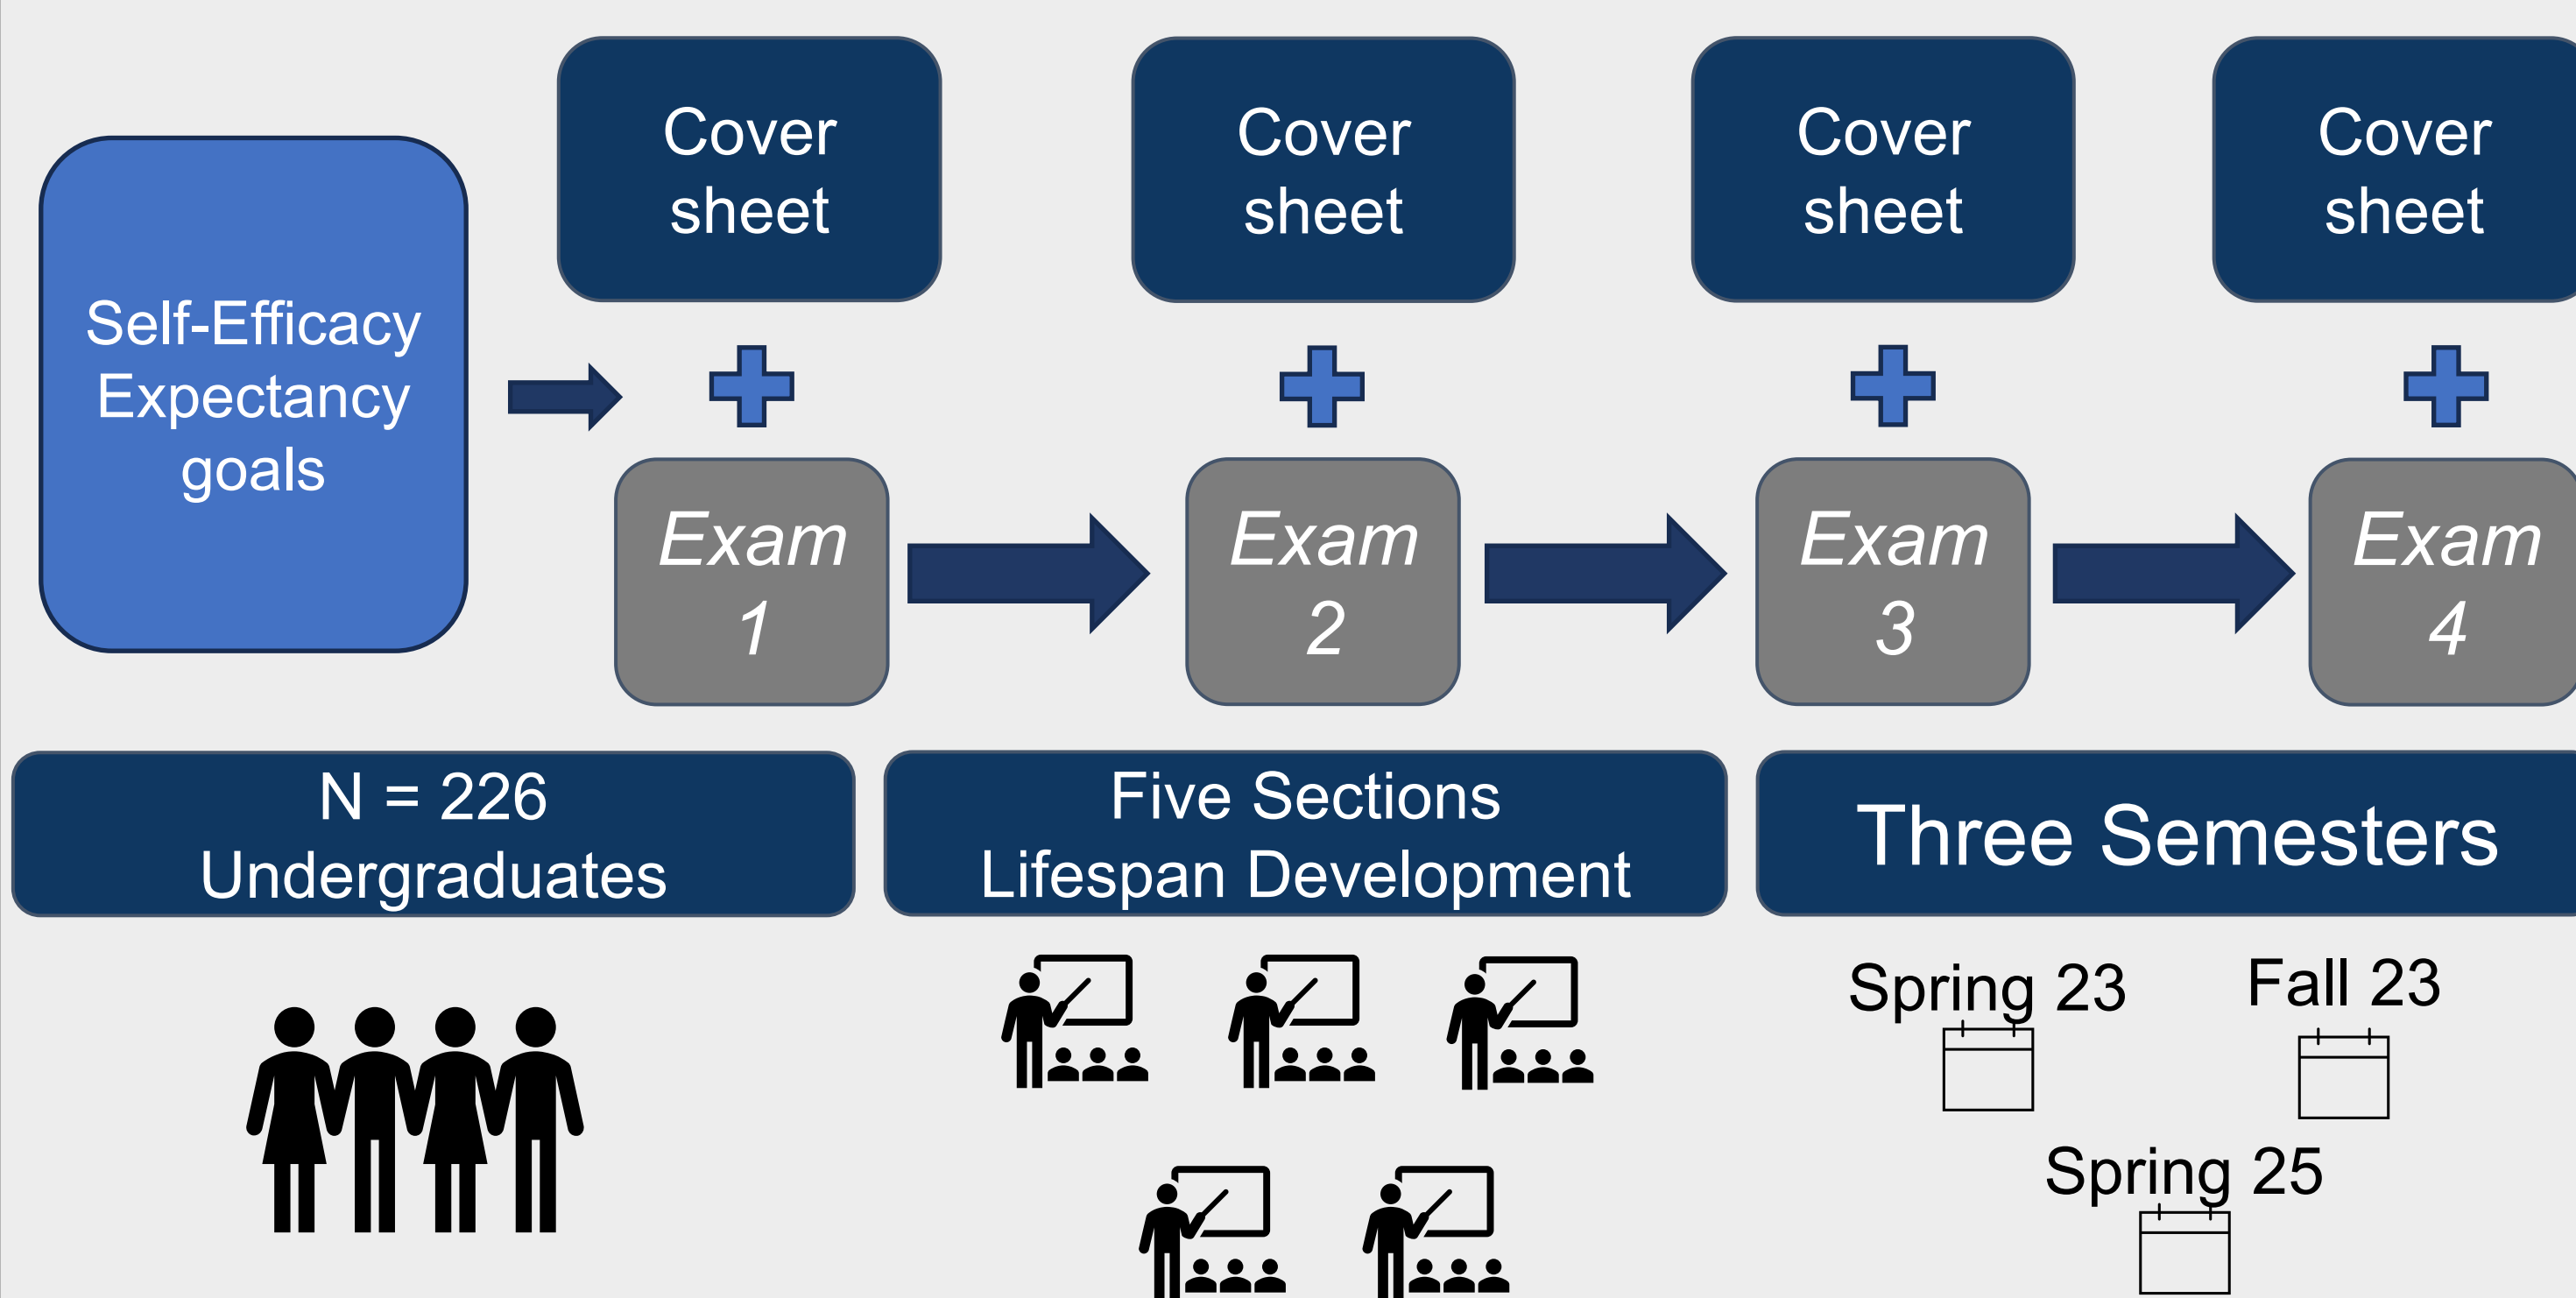 Cover
sheet
Cover
sheet
Cover
sheet
Cover
sheet
Self-Efficacy
Expectancy
goals
Exam
1
Exam
2
Exam
3
Exam
4
N = 226
Undergraduates
Five Sections
Lifespan Development
Three Semesters
Spring 23
Fall 23
Spring 25